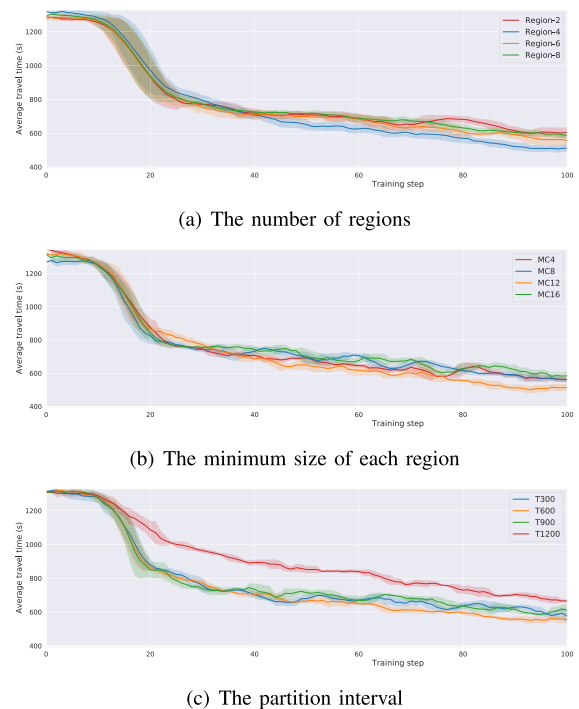 1200
1000
800
600
400
Average travel time (s)
Region-2
Region-4
Region-6
Region-8
0 20 40 60 80 100
Training step
(a) The number of regions
1200
1000
800
600
400
Average travel time (s)
MC4
MC8
MC12
MC16
0 20 40 60 80 100
Training step
(b) The minimum size of each region
1200
1000
800
600
400
Average travel time (s)
T300
T600
T900
T1200
0 20 40 60 80 100
Training step
(c) The partition interval